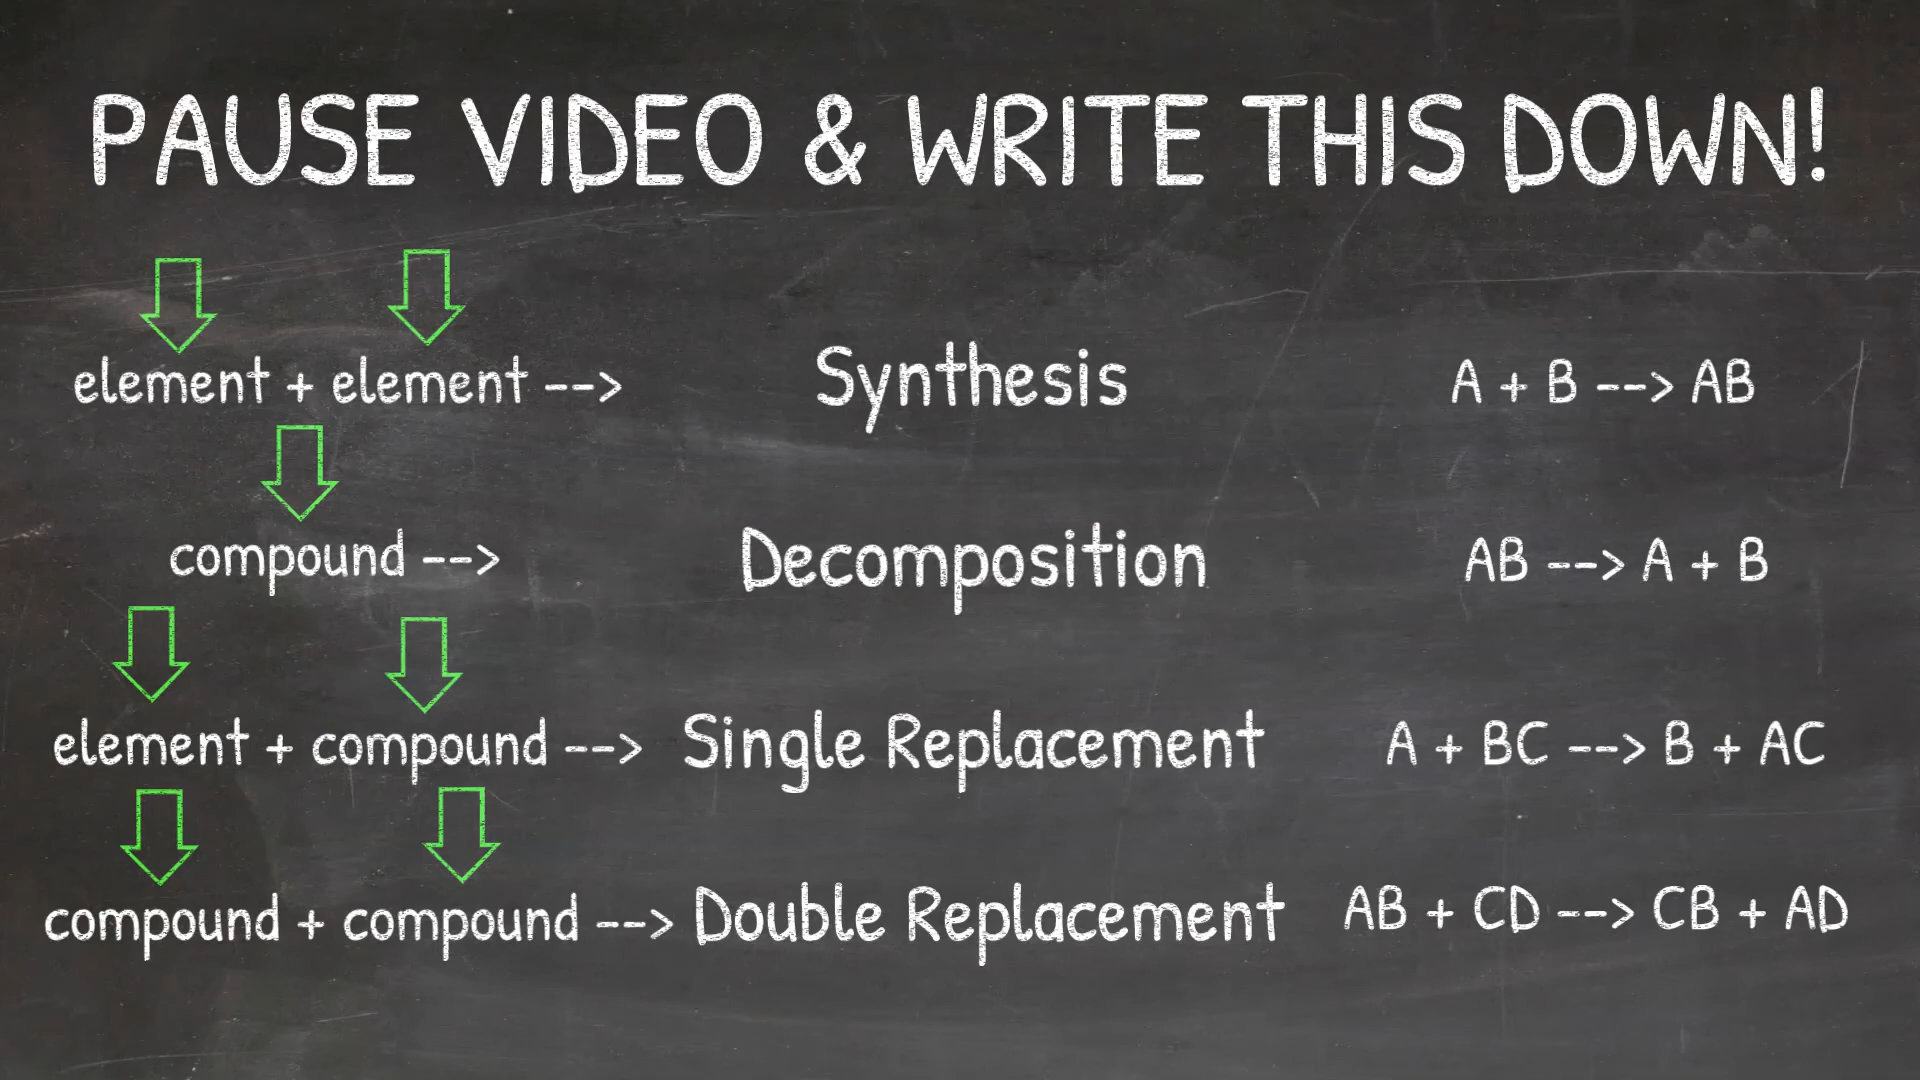 PAUSE VIDEO & WRITE THIS DOWN!
element + element --> Synthesis A + B --> AB
compound --> Decomposition AB --> A + B
element + compound --> Single Replacement A + BC --> B + AC
compound + compound --> Double Replacement AB + CD --> CB + AD